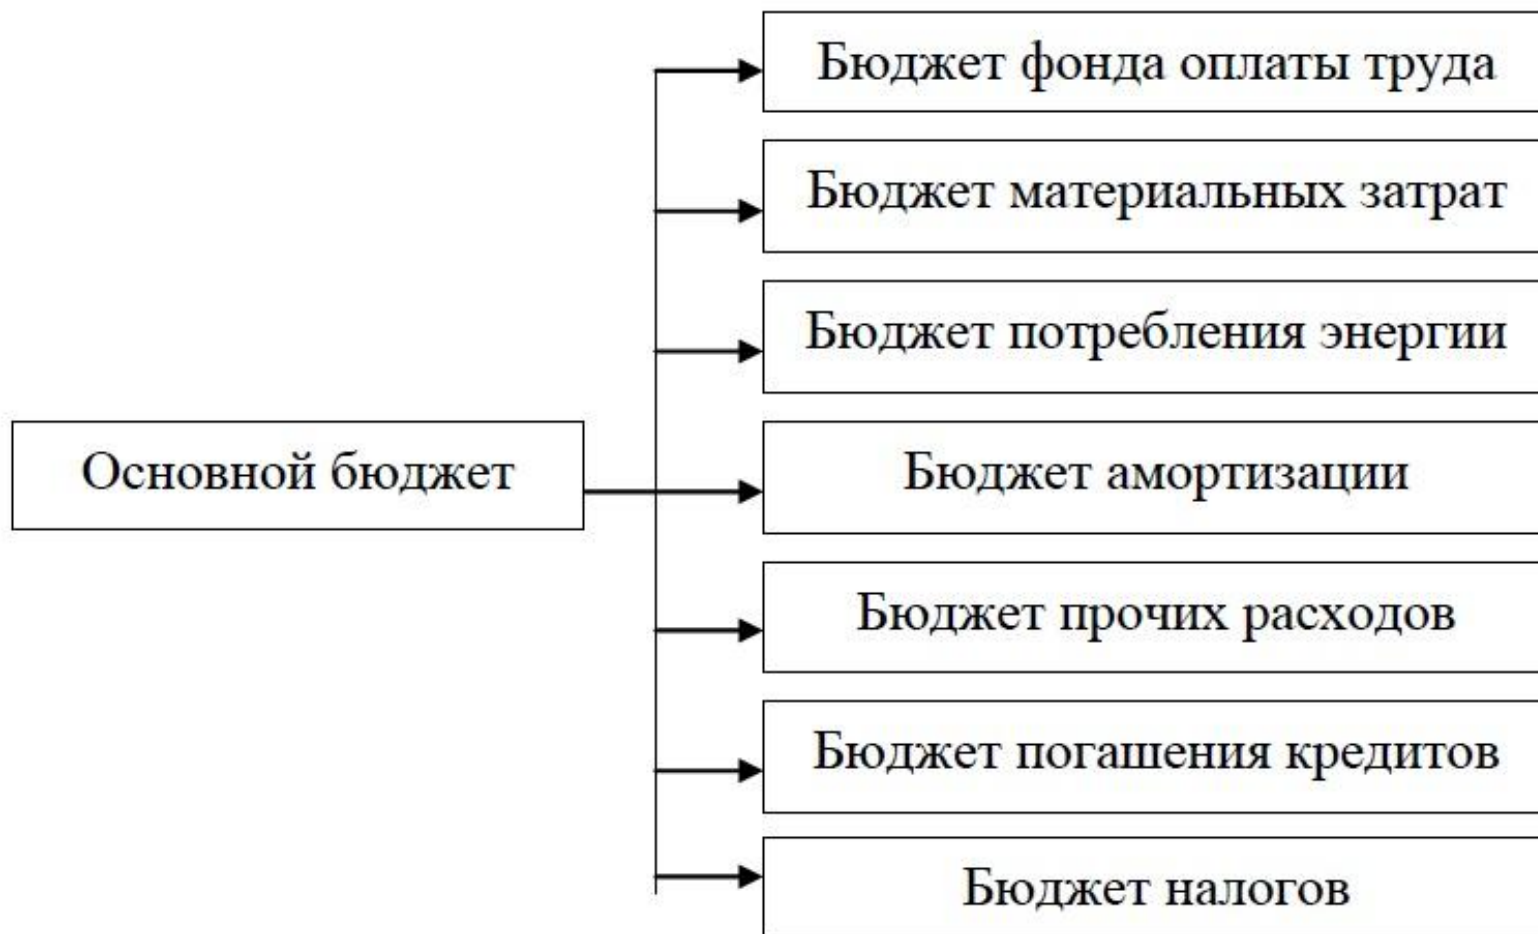 Бюджет фонда оплаты труда
Бюджет материальных затрат
Бюджет потребления энергии
Основной бюджет
Бюджет амортизации
Бюджет прочих расходов
Бюджет погашения кредитов
Бюджет налогов